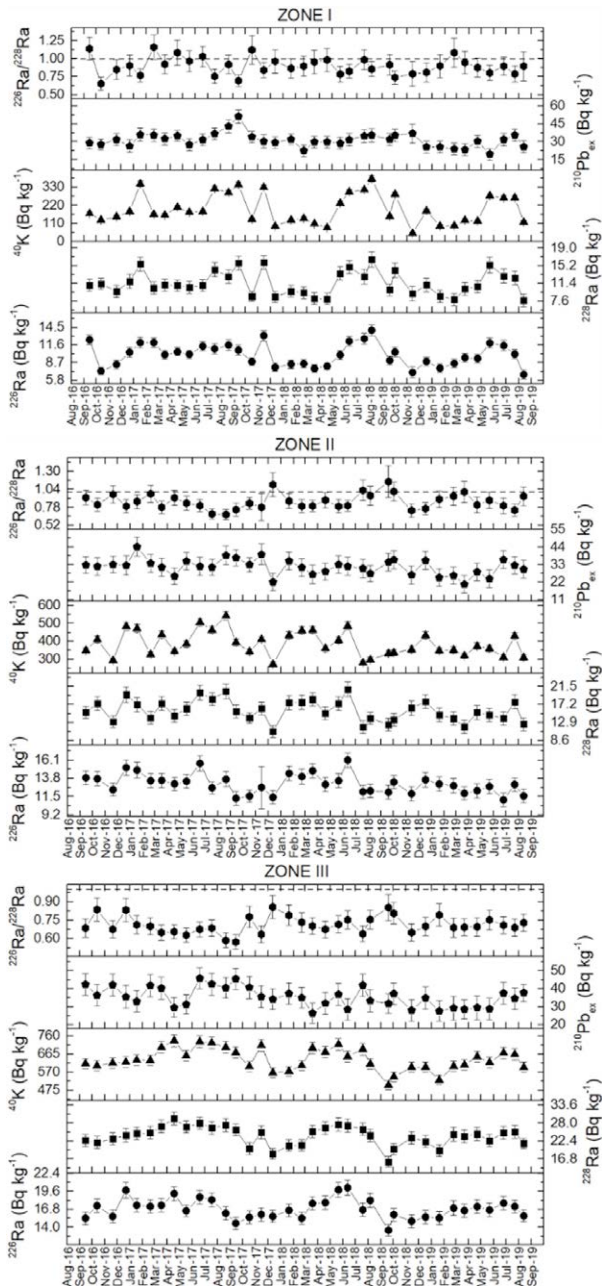 ZONE I
²²⁶Ra/²²⁸Ra
1.25
1.00
0.75
0.50
60
45
30
15
²¹⁰Pbₑₓ (Bq kg⁻¹)
⁴⁰K (Bq kg⁻¹)
330
220
110
0
19.0
15.2
11.4
7.6
²²⁸Ra (Bq kg⁻¹)
²²⁶Ra (Bq kg⁻¹)
14.5
11.6
8.7
5.8
Aug-16 Sep-16 Oct-16 Nov-16 Dec-16 Jan-17 Feb-17 Mar-17 Apr-17 May-17 Jun-17 Jul-17 Aug-17 Sep-17 Oct-17 Nov-17 Dec-17 Jan-18 Feb-18 Mar-18 Apr-18 May-18 Jun-18 Jul-18 Aug-18 Sep-18 Oct-18 Nov-18 Dec-18 Jan-19 Feb-19 Mar-19 Apr-19 May-19 Jun-19 Jul-19 Aug-19 Sep-19
ZONE II
²²⁶Ra/²²⁸Ra
1.30
1.04
0.78
0.52
55
44
33
22
11
²¹⁰Pbₑₓ (Bq kg⁻¹)
⁴⁰K (Bq kg⁻¹)
600
500
400
300
21.5
17.2
12.9
8.6
²²⁸Ra (Bq kg⁻¹)
²²⁶Ra (Bq kg⁻¹)
16.1
13.8
11.5
9.2
Aug-16 Sep-16 Oct-16 Nov-16 Dec-16 Jan-17 Feb-17 Mar-17 Apr-17 May-17 Jun-17 Jul-17 Aug-17 Sep-17 Oct-17 Nov-17 Dec-17 Jan-18 Feb-18 Mar-18 Apr-18 May-18 Jun-18 Jul-18 Aug-18 Sep-18 Oct-18 Nov-18 Dec-18 Jan-19 Feb-19 Mar-19 Apr-19 May-19 Jun-19 Jul-19 Aug-19 Sep-19
ZONE III
²²⁶Ra/²²⁸Ra
0.90
0.75
0.60
50
40
30
20
²¹⁰Pbₑₓ (Bq kg⁻¹)
⁴⁰K (Bq kg⁻¹)
760
665
570
475
33.6
28.0
22.4
16.8
²²⁸Ra (Bq kg⁻¹)
²²⁶Ra (Bq kg⁻¹)
22.4
19.6
16.8
14.0
Aug-16 Sep-16 Oct-16 Nov-16 Dec-16 Jan-17 Feb-17 Mar-17 Apr-17 May-17 Jun-17 Jul-17 Aug-17 Sep-17 Oct-17 Nov-17 Dec-17 Jan-18 Feb-18 Mar-18 Apr-18 May-18 Jun-18 Jul-18 Aug-18 Sep-18 Oct-18 Nov-18 Dec-18 Jan-19 Feb-19 Mar-19 Apr-19 May-19 Jun-19 Jul-19 Aug-19 Sep-19